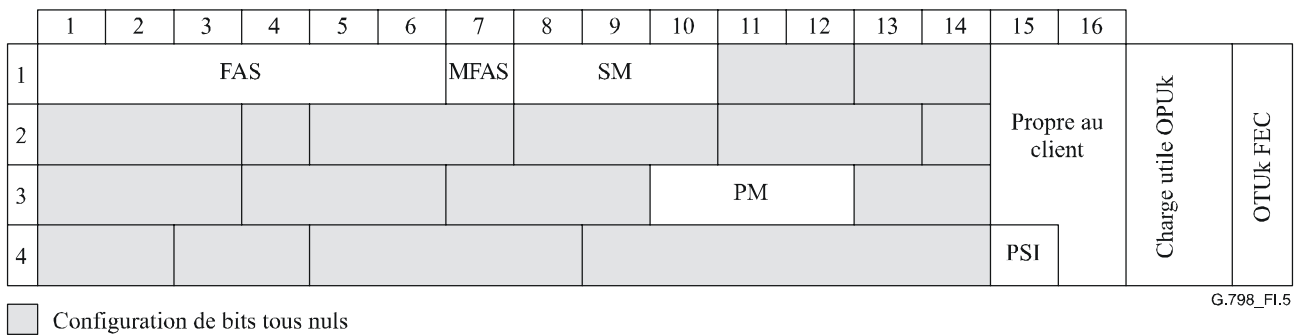 1 2 3 4 5 6 7 8 9 10 11 12 13 14 15 16
1 FAS MFAS SM
2
3 PM
4 PSI
Propre au
client
Charge utile OPUk
OTUk FEC
G.798_FI.5
Configuration de bits tous nuls